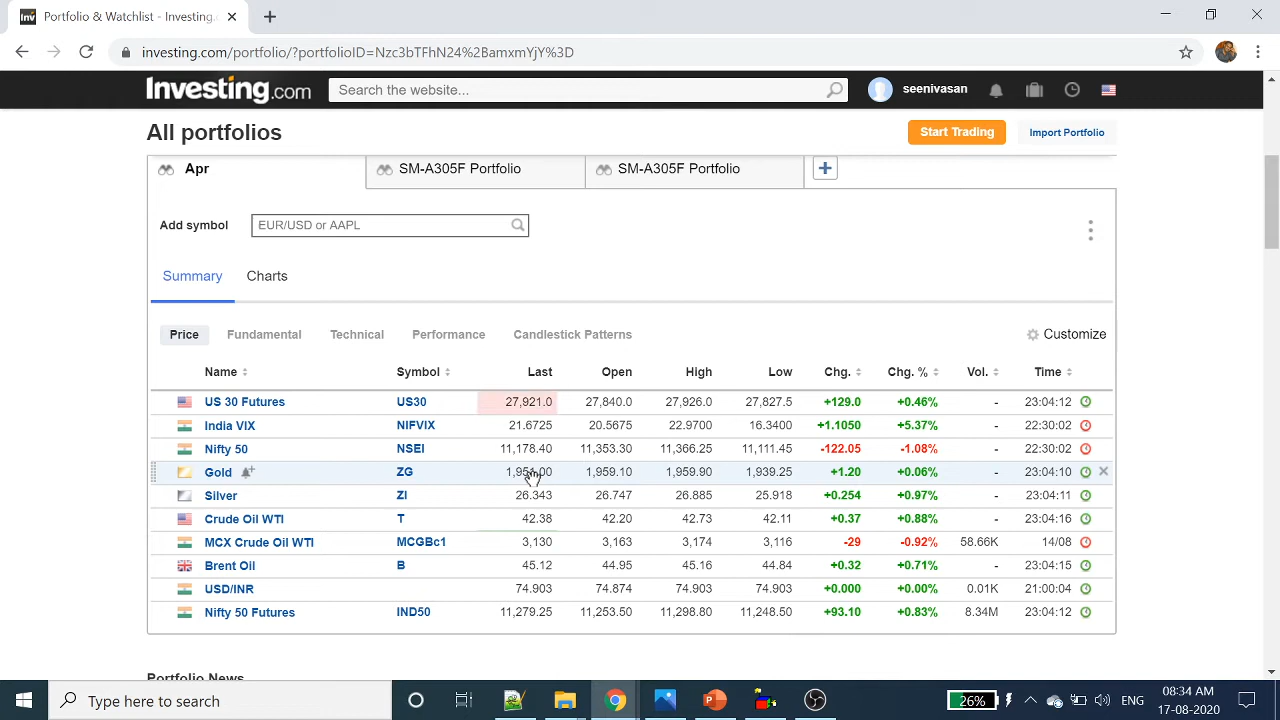 Portfolio & Watchlist - Investing.c
investing.com/portfolio/?portfolioID=Nzc3bTFhN24%2BamxmYjY%3D
Investing.com Search the website... seenivasan
All portfolios Start Trading Import Portfolio
Apr SM-A305F Portfolio SM-A305F Portfolio +
Add symbol EUR/USD or AAPL
Summary Charts
Price Fundamental Technical Performance Candlestick Patterns Customize
Name Symbol Last Open High Low Chg. Chg. % Vol. Time
US 30 Futures US30 27,921.0 27,840.0 27,926.0 27,827.5 +129.0 +0.46% - 23:04:12
India VIX NIFVIX 21.6725 20.5675 22.9700 16.3400 +1.1050 +5.37% - 22:30:02
Nifty 50 NSEI 11,178.40 11,353.30 11,366.25 11,111.45 -122.05 -1.08% - 22:30:02
Gold ZG 1,959.10 1,959.90 1,939.25 +1.20 +0.06% - 23:04:10
Silver ZI 26.343 26.747 26.885 25.918 +0.254 +0.97% - 23:04:11
Crude Oil WTI T 42.38 42.20 42.73 42.11 +0.37 +0.88% - 23:04:16
MCX Crude Oil WTI MCGBc1 3,130 3,163 3,174 3,116 -29 -0.92% 58.66K 14/08
Brent Oil B 45.12 44.95 45.16 44.84 +0.32 +0.71% - 23:04:15
USD/INR 74.903 74.874 74.903 74.903 +0.000 +0.00% 0.01K 21:00:04
Nifty 50 Futures IND50 11,279.25 11,253.50 11,298.80 11,248.50 +93.10 +0.83% 8.34M 23:04:12
Portfolio News
Type here to search 26% ENG 08:34 AM
17-08-2020